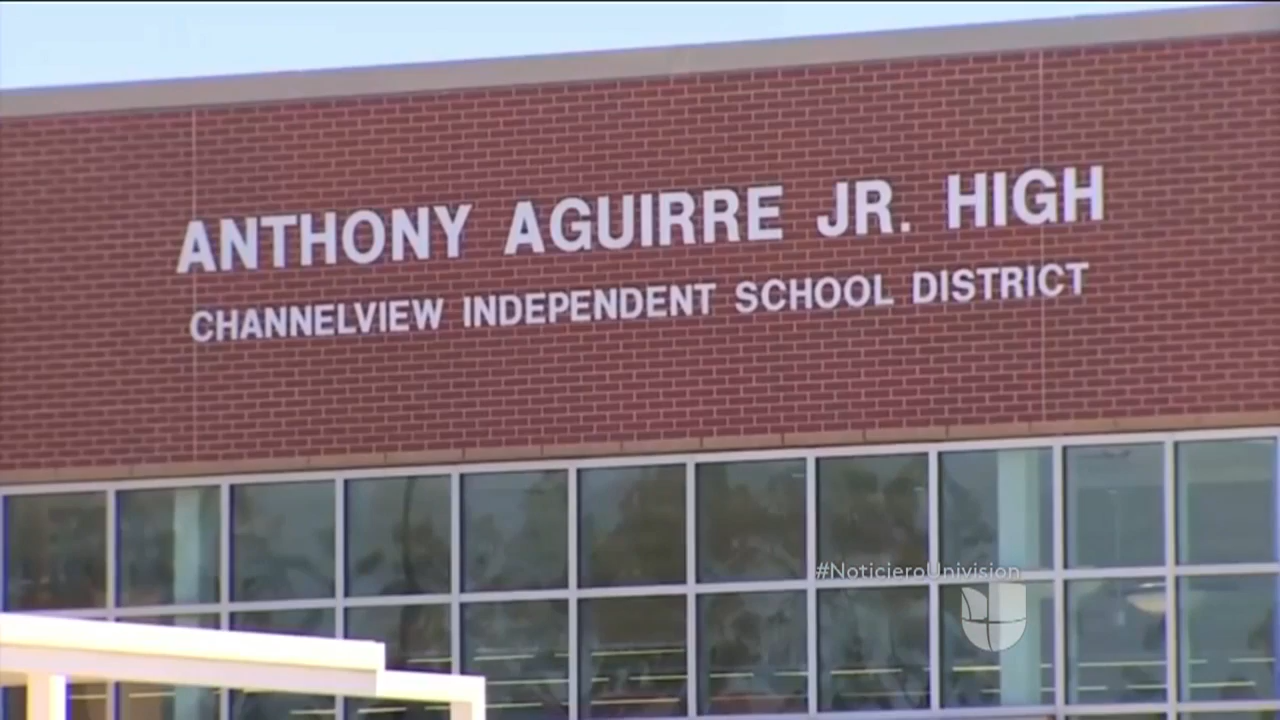 ANTHONY AGUIRRE JR. HIGH
CHANNELVIEW INDEPENDENT SCHOOL DISTRICT
#NoticieroUnivision